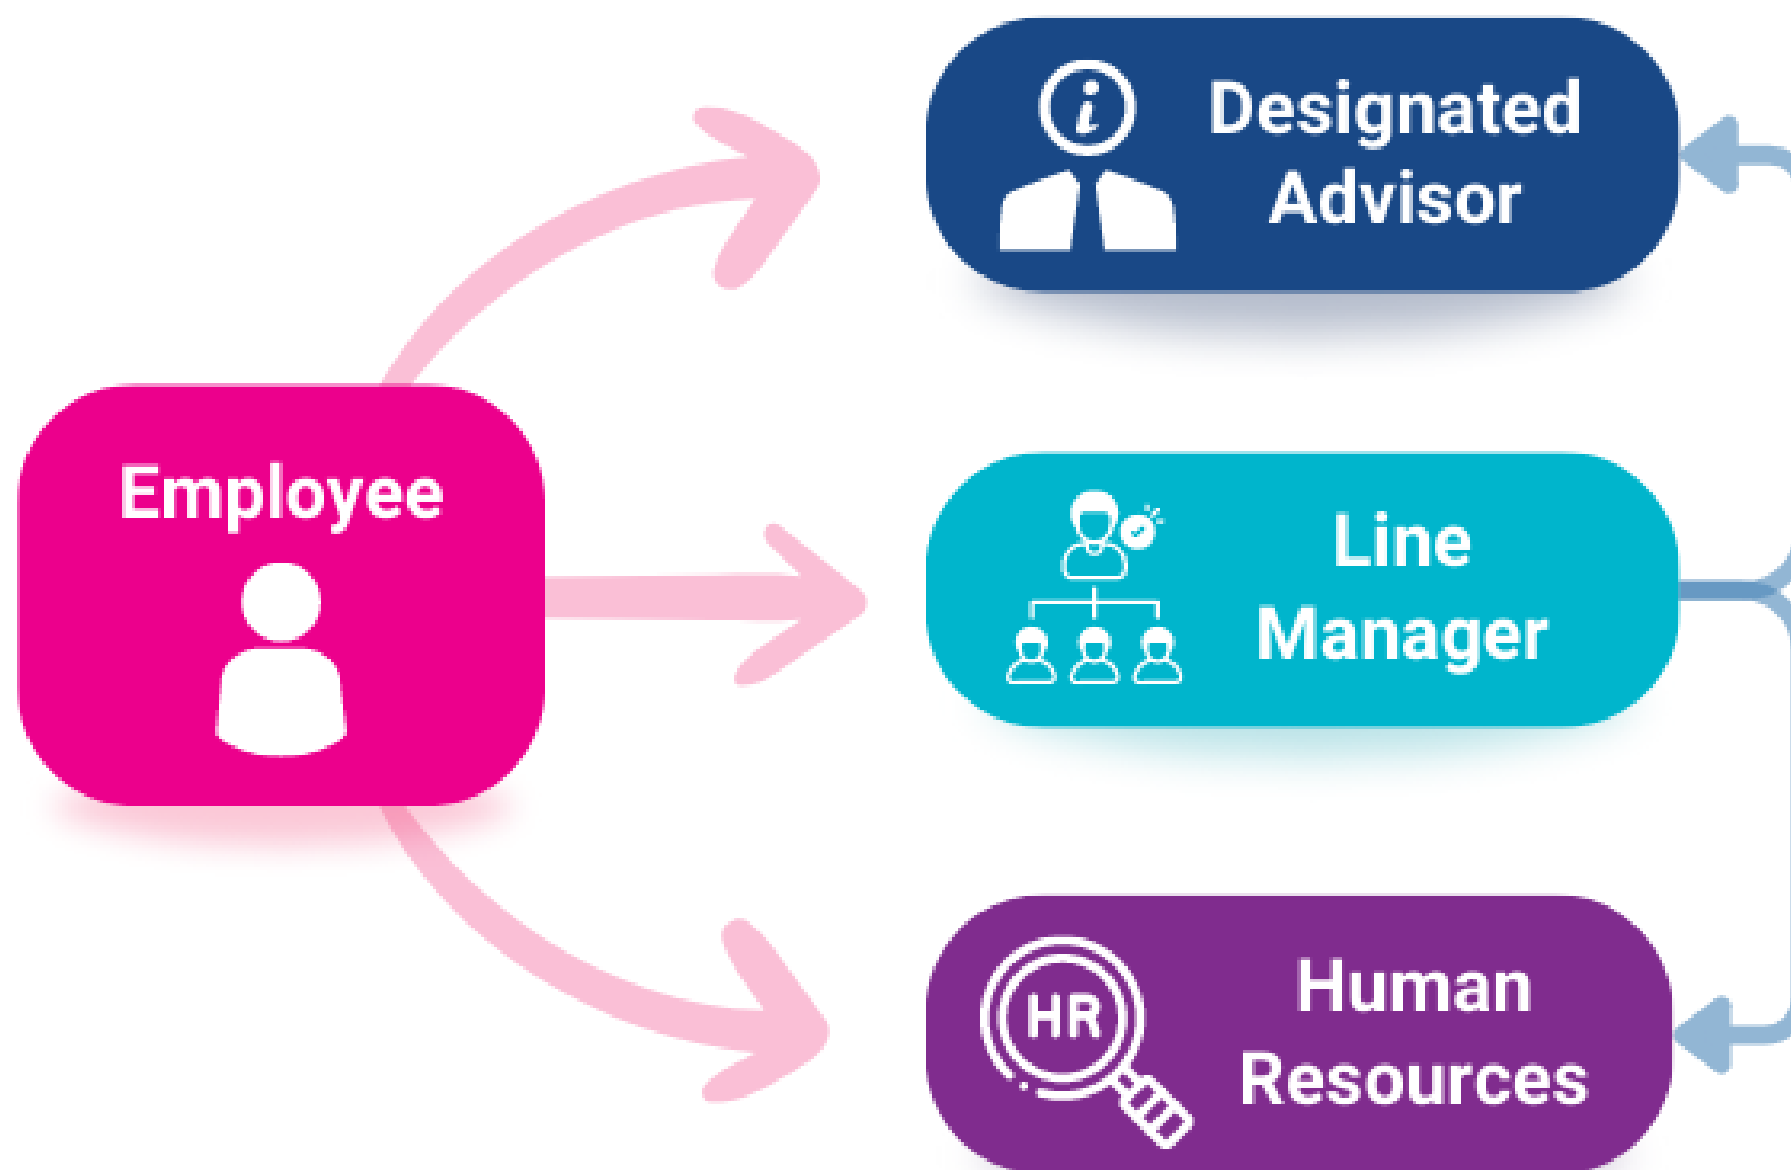 Designated
Advisor
Employee
Line
Manager
HR
Human
Resources